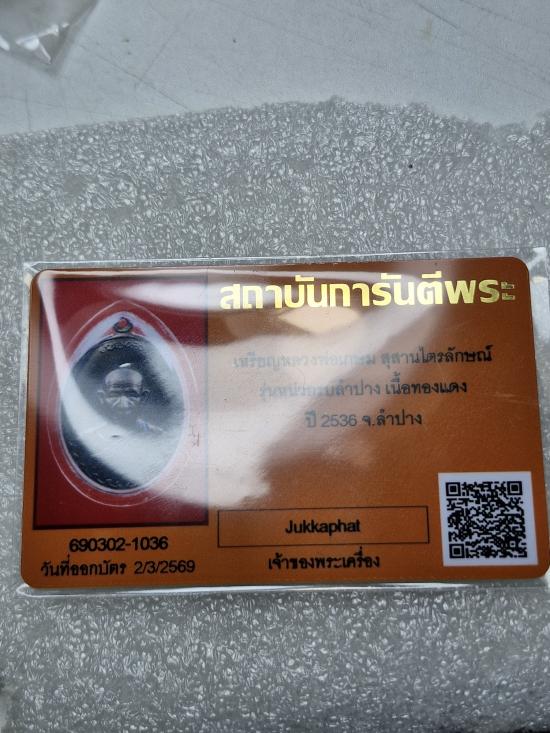 สถาบันการันตีพระ
เหรียญหลวงพ่อเกษม สุสานไตรลักษณ์
รุ่นหน่วยรบลำปาง เนื้อทองแดง
ปี 2536 จ.ลำปาง
Jukkaphat
เจ้าของพระเครื่อง
690302-1036
วันที่ออกบัตร 2/3/2569